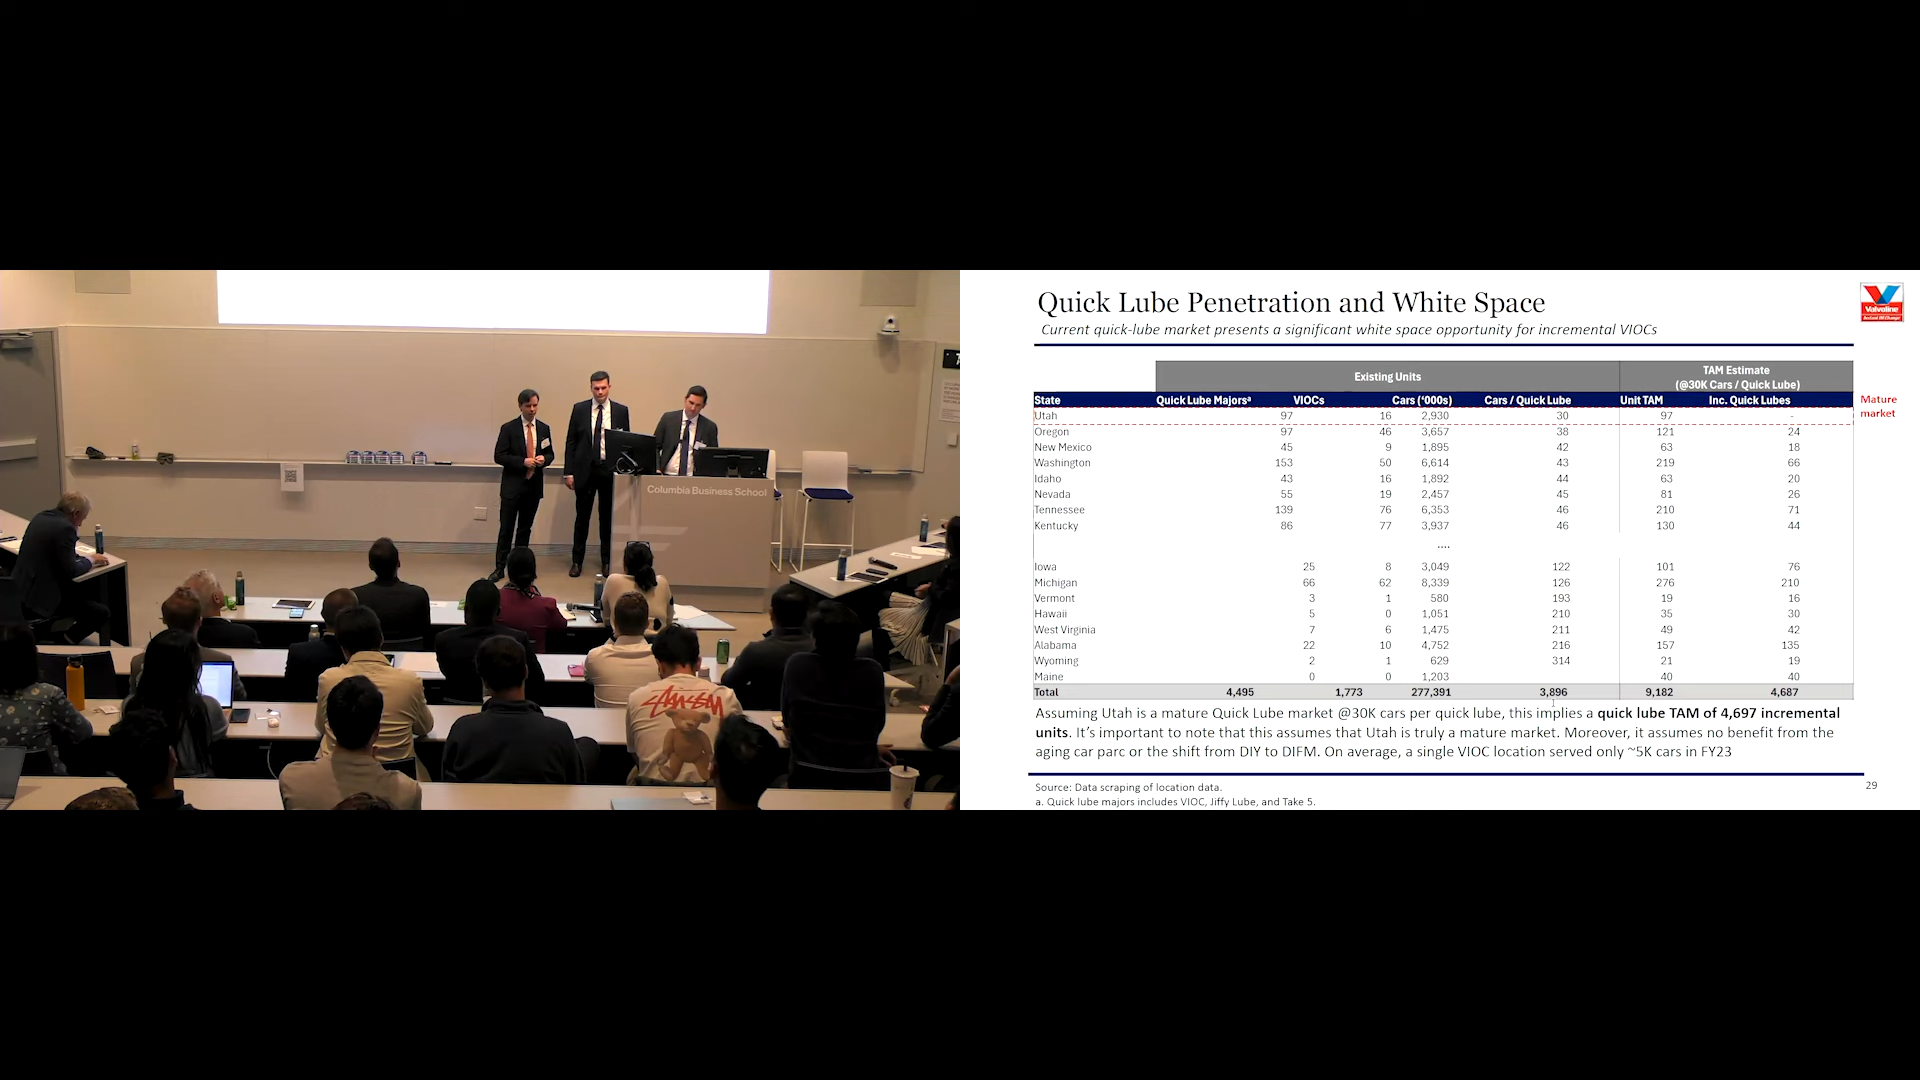 Columbia Business School
STUSSY
Quick Lube Penetration and White Space
Current quick-lube market presents a significant white space opportunity for incremental VIOCs
Valvoline
Instant Oil Change
Existing Units
TAM Estimate
(@30K Cars / Quick Lube)
State Quick Lube Majorsᵃ VIOCs Cars (‘000s) Cars / Quick Lube Unit TAM Inc. Quick Lubes
Mature
market
Utah 97 16 2,930 30 97 -
Oregon 97 46 3,657 38 121 24
New Mexico 45 9 1,895 42 63 18
Washington 153 50 6,614 43 219 66
Idaho 43 16 1,892 44 63 20
Nevada 55 19 2,457 45 81 26
Tennessee 139 76 6,353 46 210 71
Kentucky 86 77 3,937 46 130 44
....
Iowa 25 8 3,049 122 101 76
Michigan 66 62 8,339 126 276 210
Vermont 3 1 580 193 19 16
Hawaii 5 0 1,051 210 35 30
West Virginia 7 6 1,475 211 49 42
Alabama 22 10 4,752 216 157 135
Wyoming 2 1 629 314 21 19
Maine 0 0 1,203 40 40
Total 4,495 1,773 277,391 3,896 9,182 4,687
Assuming Utah is a mature Quick Lube market @30K cars per quick lube, this implies a quick lube TAM of 4,697 incremental
units. It’s important to note that this assumes that Utah is truly a mature market. Moreover, it assumes no benefit from the
aging car parc or the shift from DIY to DIFM. On average, a single VIOC location served only ~5K cars in FY23
Source: Data scraping of location data.
a. Quick lube majors includes VIOC, Jiffy Lube, and Take 5.
29